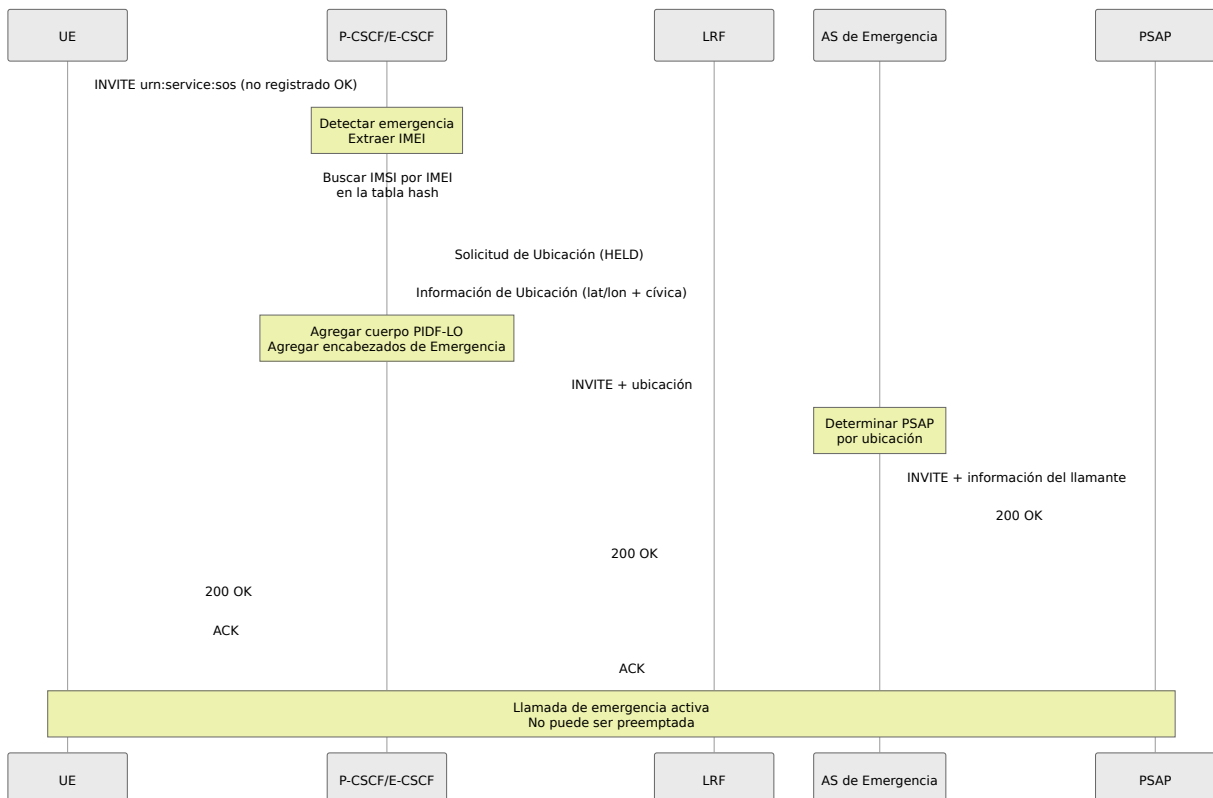 UE
P-CSCF/E-CSCF
LRF
AS de Emergencia
PSAP
INVITE urn:service:sos (no registrado OK)
Detectar emergencia
Extraer IMEI
Buscar IMSI por IMEI
en la tabla hash
Solicitud de Ubicación (HELD)
Información de Ubicación (lat/lon + cívica)
Agregar cuerpo PIDF-LO
Agregar encabezados de Emergencia
INVITE + ubicación
Determinar PSAP
por ubicación
INVITE + información del llamante
200 OK
200 OK
200 OK
ACK
ACK
Llamada de emergencia activa
No puede ser preemptada
UE
P-CSCF/E-CSCF
LRF
AS de Emergencia
PSAP